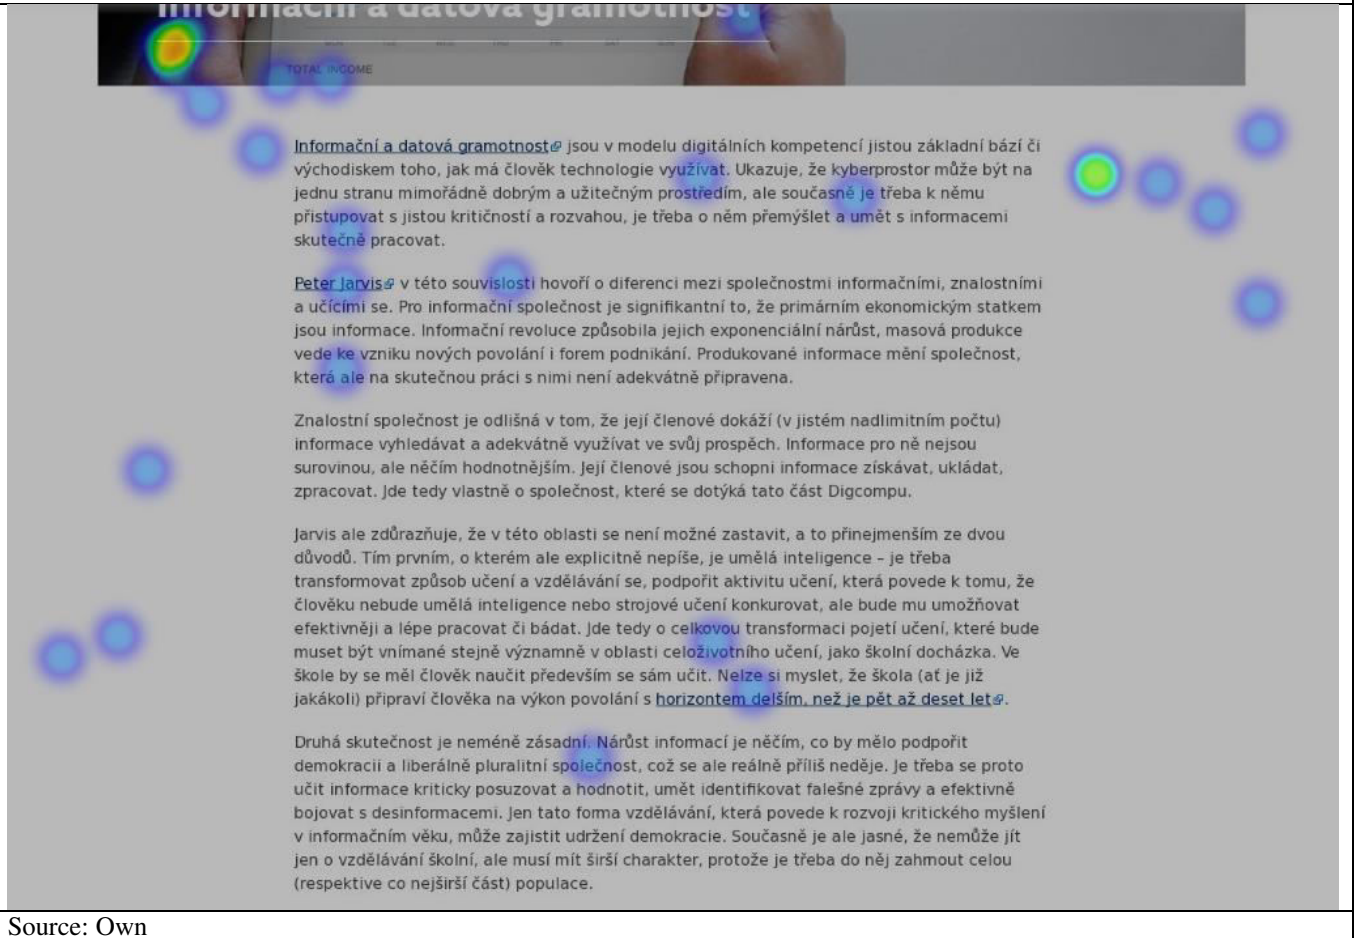 Informační a datová gramotnost
TOTAL INCOME
Informační a datová gramotnost jsou v modelu digitálních kompetencí jistou základní bází či
východiskem toho, jak má člověk technologie využívat. Ukazuje, že kyberprostor může být na
jednu stranu mimořádně dobrým a užitečným prostředím, ale současně je třeba k němu
přistupovat s jistou kritičností a rozvahou, je třeba o něm přemýšlet a umět s informacemi
skutečně pracovat.
Peter Jarvis v této souvislosti hovoří o diferenci mezi společnostmi informačními, znalostními
a učícími se. Pro informační společnost je signifikantní to, že primárním ekonomickým statkem
jsou informace. Informační revoluce způsobila jejich exponenciální nárůst, masová produkce
vede ke vzniku nových povolání i forem podnikání. Produkované informace mění společnost,
která ale na skutečnou práci s nimi není adekvátně připravena.
Znalostní společnost je odlišná v tom, že její členové dokáží (v jistém nadlimitním počtu)
informace vyhledávat a adekvátně využívat ve svůj prospěch. Informace pro ně nejsou
surovinou, ale něčím hodnotnějším. Její členové jsou schopni informace získávat, ukládat,
zpracovat. Jde tedy vlastně o společnost, které se dotýká tato část Digcompu.
Jarvis ale zdůrazňuje, že v této oblasti se není možné zastavit, a to přinejmenším ze dvou
důvodů. Tím prvním, o kterém ale explicitně nepíše, je umělá inteligence – je třeba
transformovat způsob učení a vzdělávání se, podpořit aktivitu učení, která povede k tomu, že
člověku nebude umělá inteligence nebo strojové učení konkurovat, ale bude mu umožňovat
efektivněji a lépe pracovat či bádat. Jde tedy o celkovou transformaci pojetí učení, které bude
muset být vnímané stejně významně v oblasti celoživotního učení, jako školní docházka. Ve
škole by se měl člověk naučit především se sám učit. Nelze si myslet, že škola (ať je již
jakákoli) připraví člověka na výkon povolání s horizontem delším, než je pět až deset let.
Druhá skutečnost je neméně zásadní. Nárůst informací je něčím, co by mělo podpořit
demokracii a liberálně pluralitní společnost, což se ale reálně příliš neděje. Je třeba se proto
učit informace kriticky posuzovat a hodnotit, umět identifikovat falešné zprávy a efektivně
bojovat s desinformacemi. Jen tato forma vzdělávání, která povede k rozvoji kritického myšlení
v informačním věku, může zajistit udržení demokracie. Současně je ale jasné, že nemůže jít
jen o vzdělávání školní, ale musí mít širší charakter, protože je třeba do něj zahrnout celou
(respektive co nejširší část) populace.
Source: Own